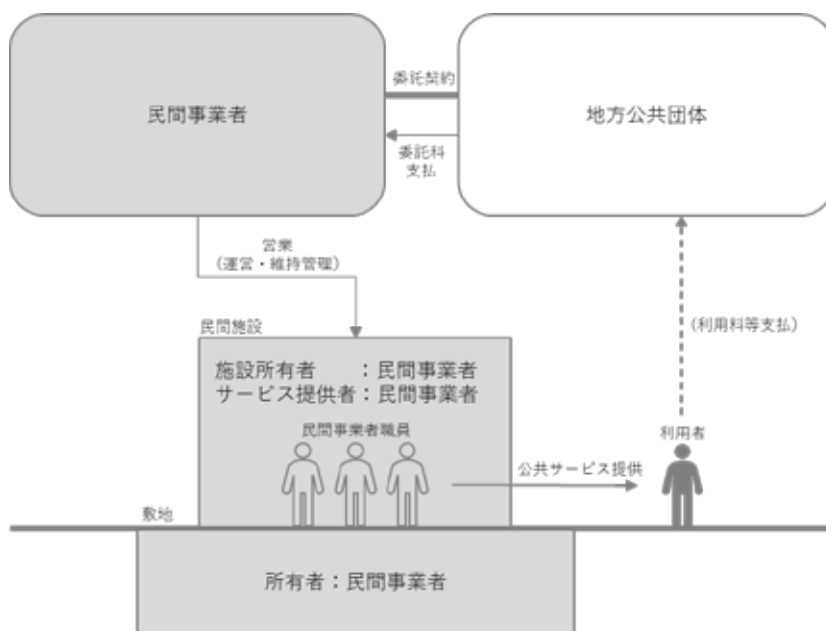 民間事業者
委託契約
地方公共団体
委託料
支払
営業
(運営・維持管理)
民間施設
(利用料等支払)
施設所有者　　：民間事業者
サービス提供者：民間事業者
民間事業者職員
利用者
公共サービス提供
敷地
所有者：民間事業者